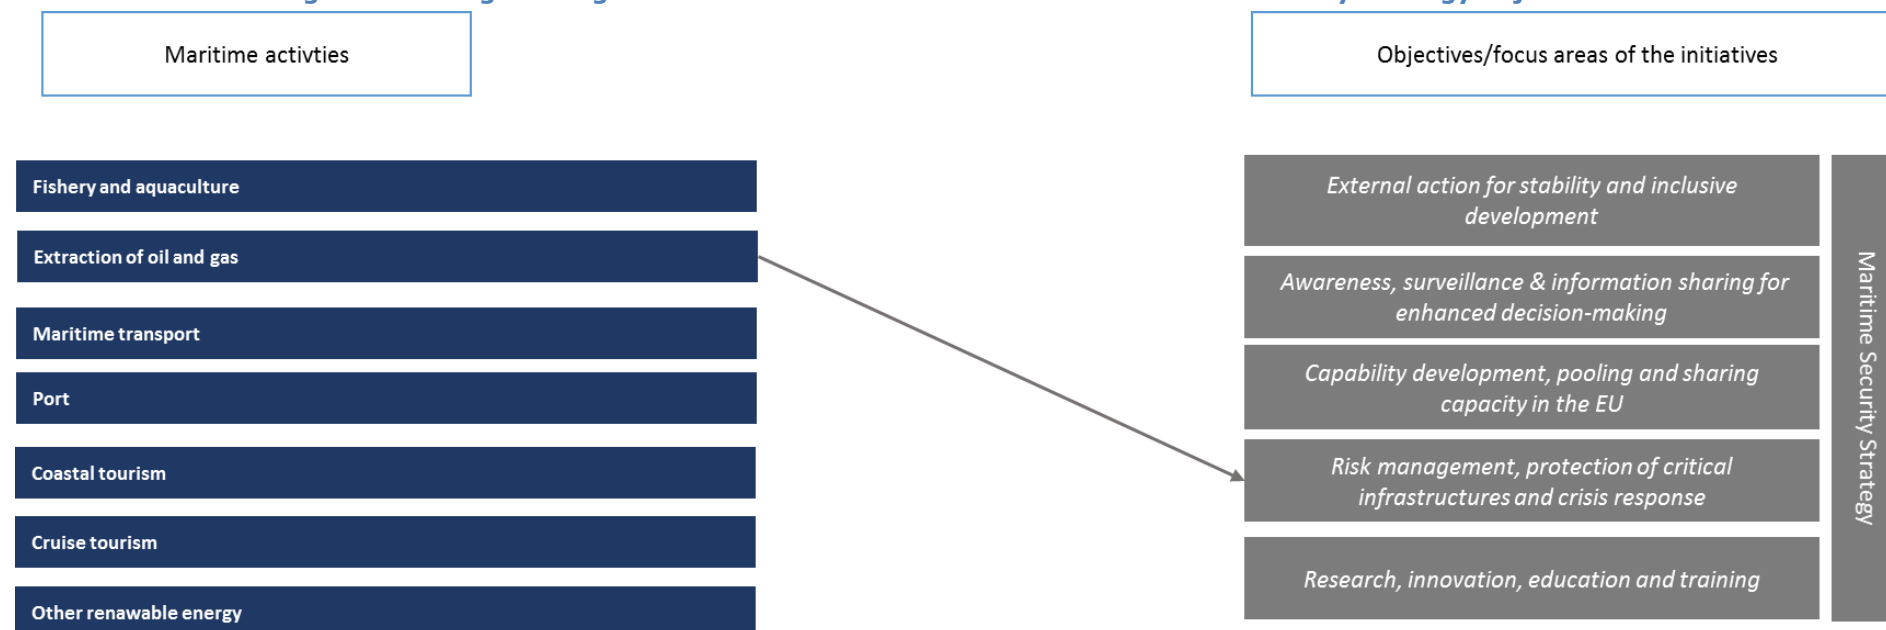 Maritime activties
Objectives/focus areas of the initiatives
Fishery and aquaculture
Extraction of oil and gas
Maritime transport
Port
Coastal tourism
Cruise tourism
Other renawable energy
External action for stability and inclusive
development
Awareness, surveillance & information sharing for
enhanced decision-making
Capability development, pooling and sharing
capacity in the EU
Risk management, protection of critical
infrastructures and crisis response
Research, innovation, education and training
Maritime Security Strategy